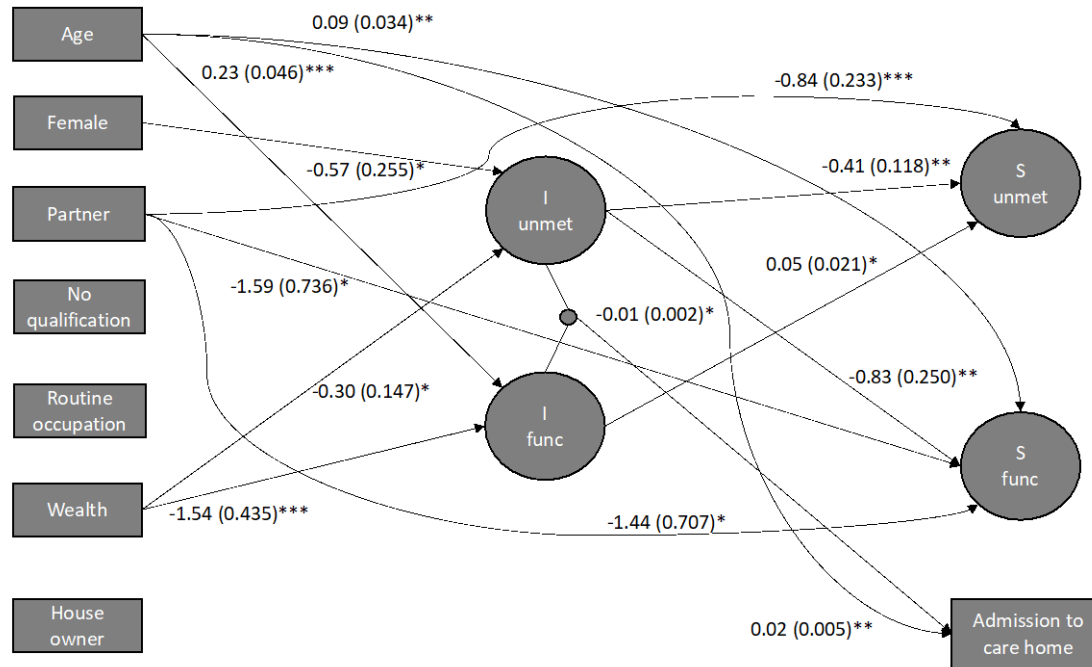 Age
0.09 (0.034)**
0.23 (0.046)***
-0.84 (0.233)***
Female
-0.57 (0.255)*
-0.41 (0.118)**
S
unmet
I
unmet
Partner
0.05 (0.021)*
No
qualification
-1.59 (0.736)*
-0.01 (0.002)*
-0.30 (0.147)*
-0.83 (0.250)**
Routine
occupation
I
func
S
func
Wealth
-1.54 (0.435)***
-1.44 (0.707)*
House
owner
0.02 (0.005)**
Admission to
care home